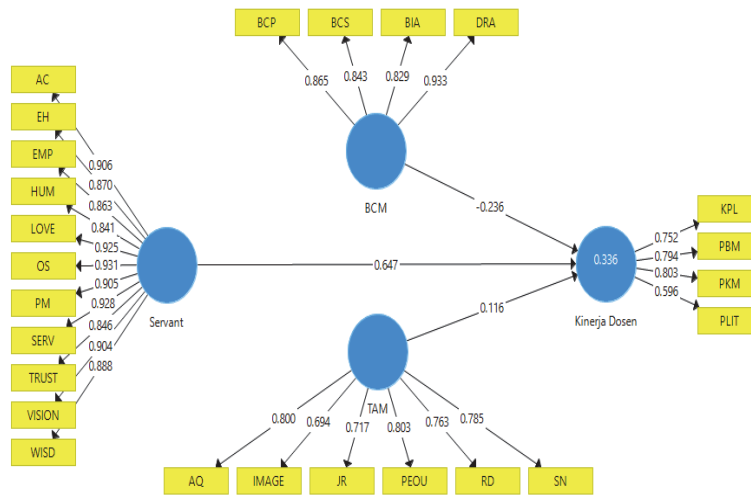 BCP
BCS
BIA
DRA
0.865
0.843
0.829
0.933
BCM
AC
EH
EMP
HUM
LOVE
OS
PM
SERV
TRUST
VISION
WISD
0.906
0.870
0.863
0.841
0.925
0.931
0.905
0.928
0.846
0.904
0.888
Servant
-0.236
0.647
0.116
0.336
Kinerja Dosen
0.752
0.794
0.803
0.596
KPL
PBM
PKM
PLIT
TAM
0.800
0.694
0.717
0.803
0.763
0.785
AQ
IMAGE
JR
PEOU
RD
SN